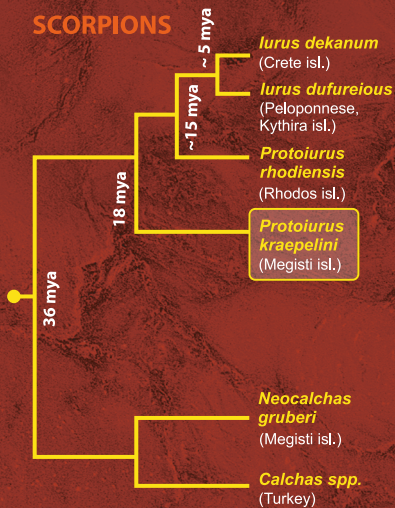 SCORPIONS
~ 5 mya
Iurus dekanum
(Crete isl.)
Iurus dufureious
(Peloponnese,
Kythira isl.)
~15 mya
Protoiurus
rhodiensis
(Rhodos isl.)
18 mya
Protoiurus
kraepelini
(Megisti isl.)
36 mya
Neocalchas
gruberi
(Megisti isl.)
Calchas spp.
(Turkey)